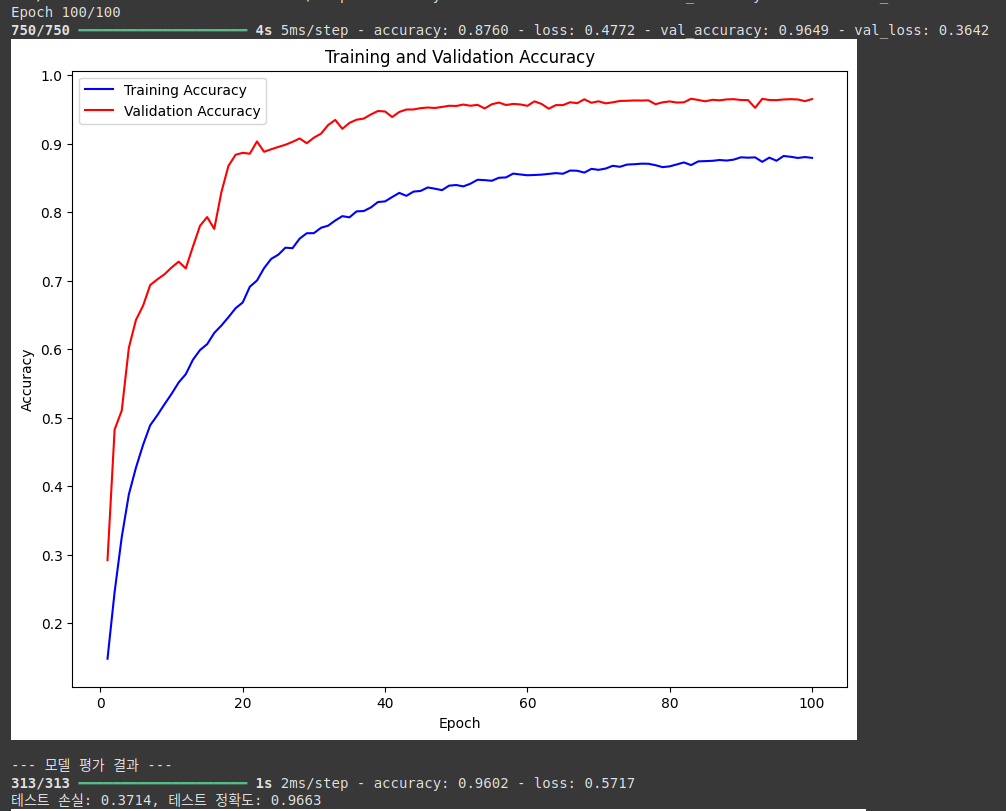 Epoch 100/100
750/750 ━━━━━━━━━━━━━━━━━━━━ 4s 5ms/step - accuracy: 0.8760 - loss: 0.4772 - val_accuracy: 0.9649 - val_loss: 0.3642
Training and Validation Accuracy
Training Accuracy
Validation Accuracy
1.0
0.9
0.8
0.7
0.6
0.5
0.4
0.3
0.2
Accuracy
0 20 40 60 80 100
Epoch
--- 모델 평가 결과 ---
313/313 ━━━━━━━━━━━━━━━━━━━━ 1s 2ms/step - accuracy: 0.9602 - loss: 0.5717
테스트 손실: 0.3714, 테스트 정확도: 0.9663